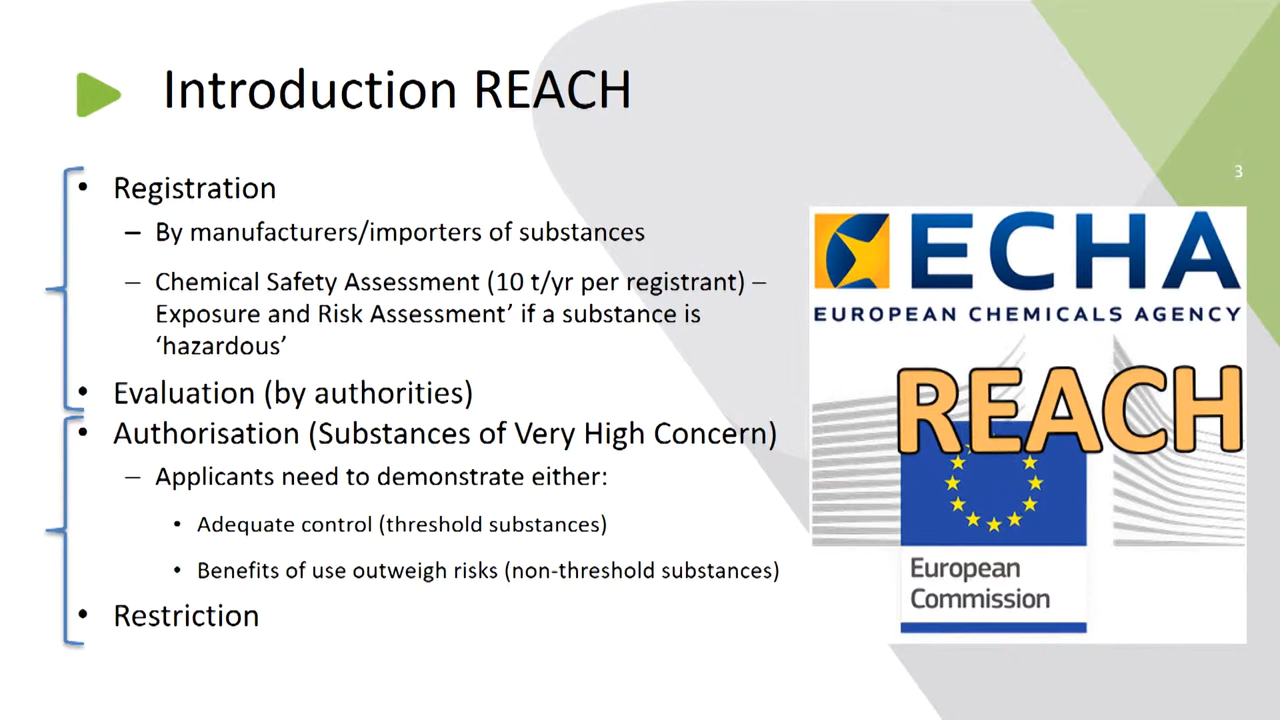 Introduction REACH
3
• Registration
– By manufacturers/importers of substances
– Chemical Safety Assessment (10 t/yr per registrant) –
Exposure and Risk Assessment’ if a substance is
‘hazardous’
• Evaluation (by authorities)
• Authorisation (Substances of Very High Concern)
– Applicants need to demonstrate either:
• Adequate control (threshold substances)
• Benefits of use outweigh risks (non-threshold substances)
• Restriction
ECHA
EUROPEAN CHEMICALS AGENCY
REACH
European
Commission